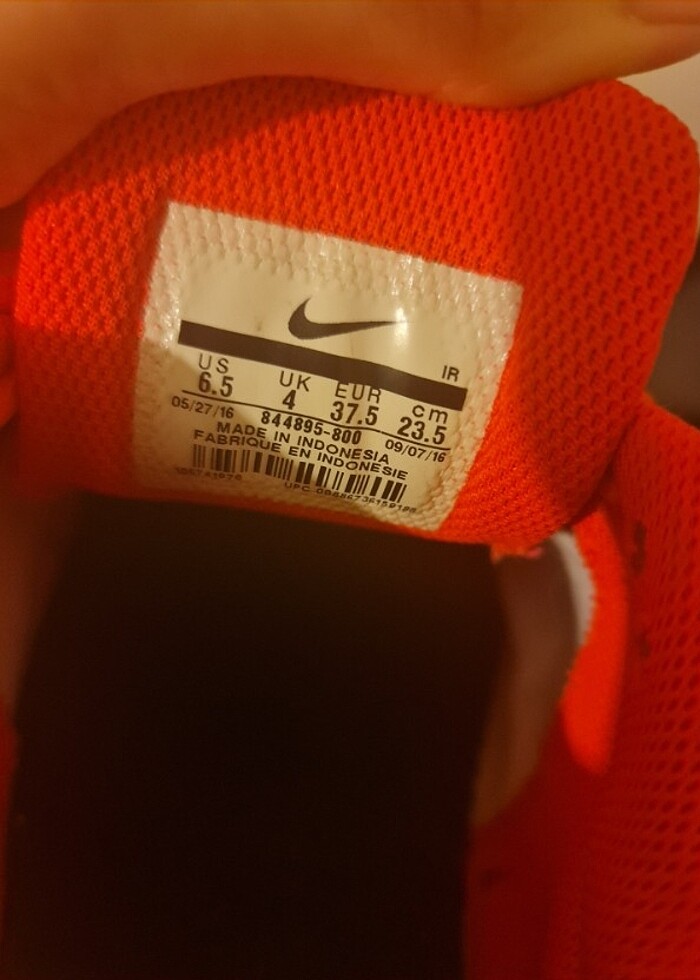 IR
US UK EUR cm
6.5 4 37.5 23.5
05/27/16 844895-800 09/07/16
MADE IN INDONESIA
FABRIQUE EN INDONESIE
UPC